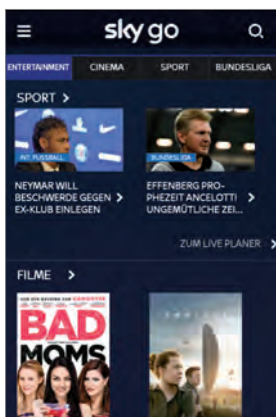 sky go
ENTERTAINMENT CINEMA SPORT BUNDESLIGA
SPORT >
INT. FUSSBALL
BUNDESLIGA
NEYMAR WILL
BESCHWERDE GEGEN >
EX-KLUB EINLEGEN
EFFENBERG PRO-
PHEZEIT ANCELOTTI >
UNGEMÜTLICHE ZEI...
ZUM LIVE PLANER >
FILME >
BAD
MOMS